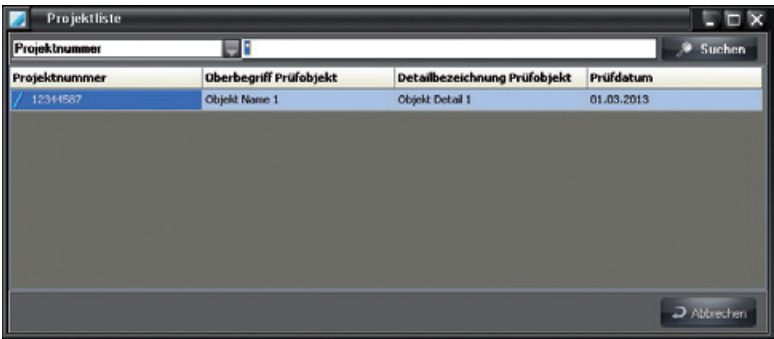 Projektliste
Projektnummer * Suchen
Projektnummer Überbegriff Prüfobjekt Detailbezeichnung Prüfobjekt Prüfdatum
12344587 Objekt Name 1 Objekt Detail 1 01.03.2013
Abbrechen